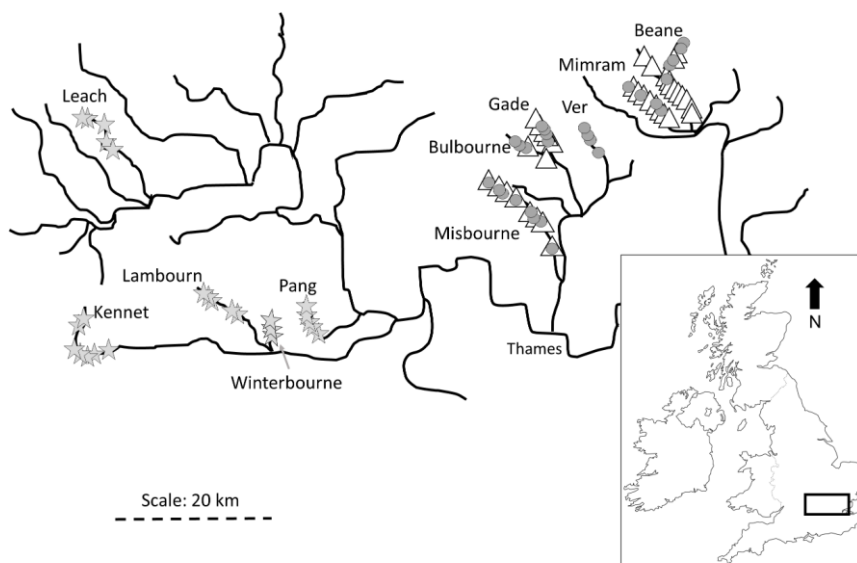 Beane
Mimram
Leach
Gade
Ver
Bulbourne
Misbourne
Lambourn
Pang
Kennet
N
Thames
Winterbourne
Scale: 20 km